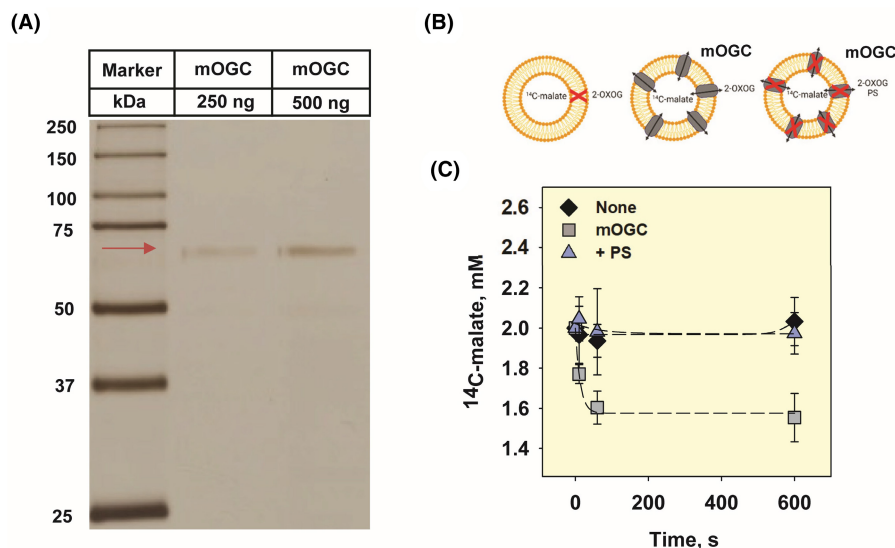 (A)
Marker mOGC mOGC
kDa 250 ng 500 ng
250
150
100
75
50
37
25
(B)
mOGC mOGC
¹⁴C-malate 2-OXOG ¹⁴C-malate 2-OXOG ¹⁴C-malate 2-OXOG
PS
(C)
None
mOGC
+ PS
2.6
2.4
2.2
2.0
1.8
1.6
1.4
¹⁴C-malate, mM
0 200 400 600
Time, s